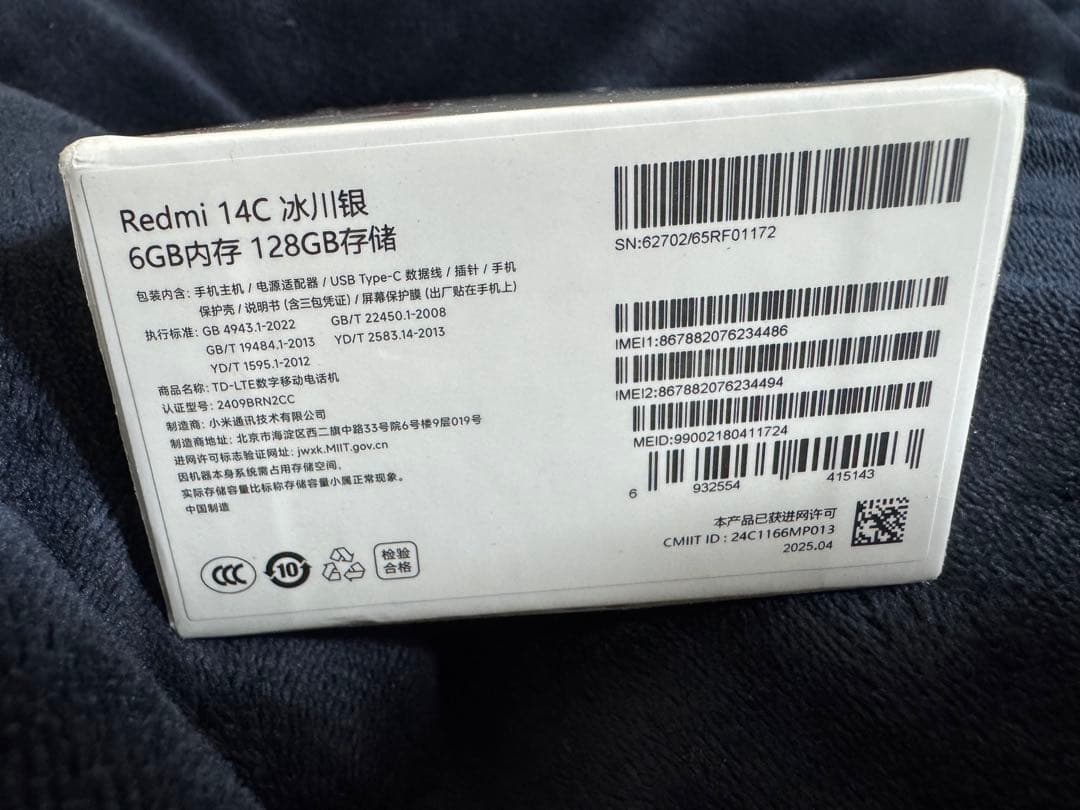 Redmi 14C 冰川银
6GB内存 128GB存储
包装内含: 手机主机 / 电源适配器 / USB Type-C 数据线 / 插针 / 手机
保护壳 / 说明书 (含三包凭证) / 屏幕保护膜 (出厂贴在手机上)
执行标准: GB 4943.1-2022 GB/T 22450.1-2008
GB/T 19484.1-2013 YD/T 2583.14-2013
YD/T 1595.1-2012
商品名称: TD-LTE数字移动电话机
认证型号: 2409BRN2CC
制造商: 小米通讯技术有限公司
制造商地址: 北京市海淀区西二旗中路33号院6号楼9层019号
进网许可标志验证网址: jwxk.MIIT.gov.cn
因机器本身系统需占用存储空间,
实际存储容量比标称存储容量小属正常现象。
中国制造
CCC
10
检验
合格
SN:62702/65RF01172
IMEI1:867882076234486
IMEI2:867882076234494
MEID:99002180411724
6 932554 415143
本产品已获进网许可
CMIIT ID : 24C1166MP013
2025.04